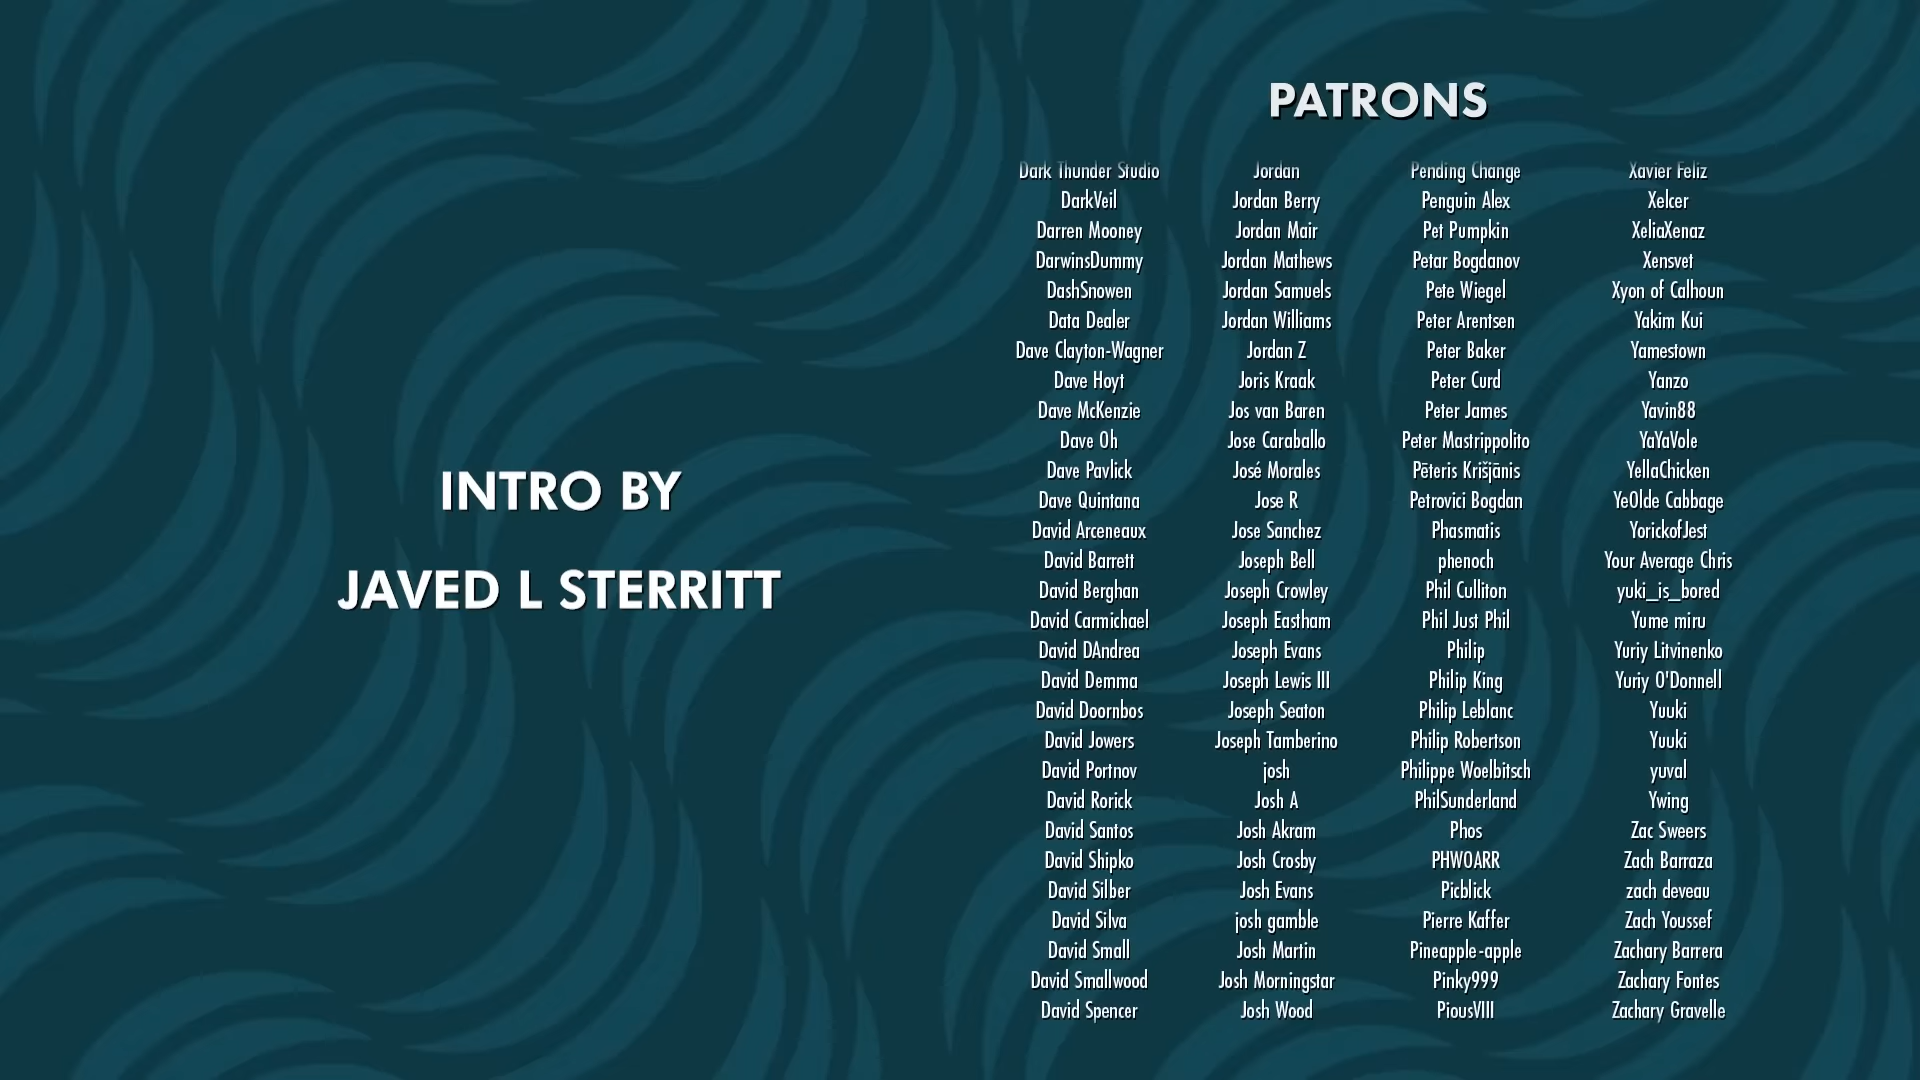 INTRO BY
JAVED L STERRITT
PATRONS
Dark Thunder Studio
DarkVeil
Darren Mooney
DarwinsDummy
DashSnowen
Data Dealer
Dave Clayton-Wagner
Dave Hoyt
Dave McKenzie
Dave Oh
Dave Pavlick
Dave Quintana
David Arceneaux
David Barrett
David Berghan
David Carmichael
David DAndrea
David Demma
David Doornbos
David Jowers
David Portnov
David Rorick
David Santos
David Shipko
David Silber
David Silva
David Small
David Smallwood
David Spencer
Jordan
Jordan Berry
Jordan Mair
Jordan Mathews
Jordan Samuels
Jordan Williams
Jordan Z
Joris Kraak
Jos van Baren
Jose Caraballo
José Morales
Jose R
Jose Sanchez
Joseph Bell
Joseph Crowley
Joseph Eastham
Joseph Evans
Joseph Lewis III
Joseph Seaton
Joseph Tamberino
josh
Josh A
Josh Akram
Josh Crosby
Josh Evans
josh gamble
Josh Martin
Josh Morningstar
Josh Wood
Pending Change
Penguin Alex
Pet Pumpkin
Petar Bogdanov
Pete Wiegel
Peter Arentsen
Peter Baker
Peter Curd
Peter James
Peter Mastrippolito
Pēteris Krišjānis
Petrovici Bogdan
Phasmatis
phenoch
Phil Culliton
Phil Just Phil
Philip
Philip King
Philip Leblanc
Philip Robertson
Philippe Woelbitsch
PhilSunderland
Phos
PHWOARR
Picblick
Pierre Kaffer
Pineapple-apple
Pinky999
PiousVIII
Xavier Feliz
Xelcer
XeliaXenaz
Xensvet
Xyon of Calhoun
Yakim Kui
Yamestown
Yanzo
Yavin88
YaYaVole
YellaChicken
YeOlde Cabbage
YorickofJest
Your Average Chris
yuki_is_bored
Yume miru
Yuriy Litvinenko
Yuriy O'Donnell
Yuuki
Yuuki
yuval
Ywing
Zac Sweers
Zach Barraza
zach deveau
Zach Youssef
Zachary Barrera
Zachary Fontes
Zachary Gravelle